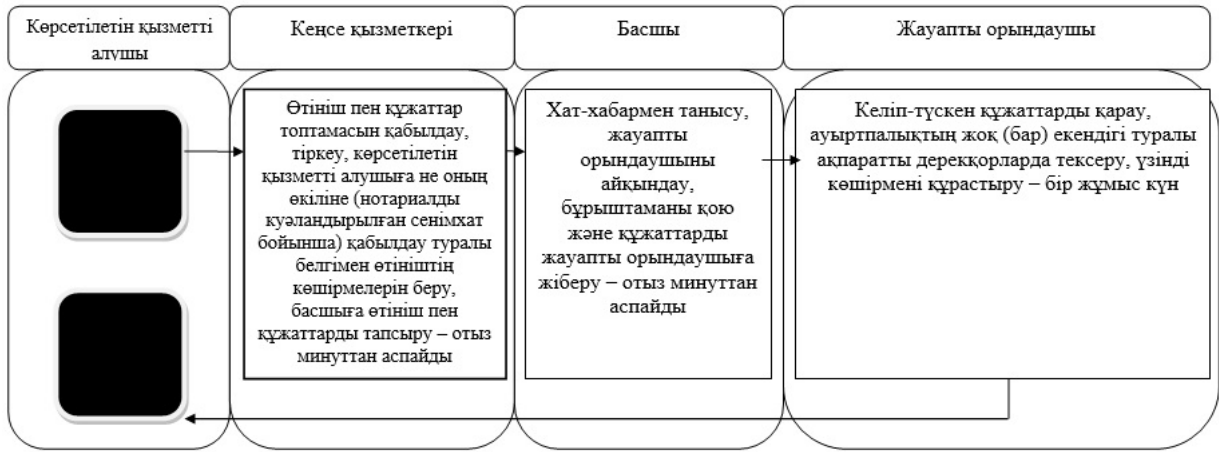 Көрсетілетін қызметті
алушы
Кеңсе қызметкері
Басшы
Жауапты орындаушы
Өтініш пен құжаттар
топтамасын қабылдау,
тіркеу, көрсетілетін
қызметті алушыға не оның
өкіліне (нотариалды
куәландырылған сенімхат
бойынша) қабылдау туралы
белгімен өтініштің
көшірмелерін беру,
басшыға өтініш пен
құжаттарды тапсыру – отыз
минуттан аспайды
Хат-хабармен танысу,
жауапты
орындаушыны
айқындау,
бұрыштаманы қою
және құжаттарды
жауапты орындаушыға
жіберу – отыз минуттан
аспайды
Келіп-түскен құжаттарды қарау,
ауыртпалықтың жоқ (бар) екендігі туралы
ақпаратты дерекқорларда тексеру, үзінді
көшірмені құрастыру – бір жұмыс күн